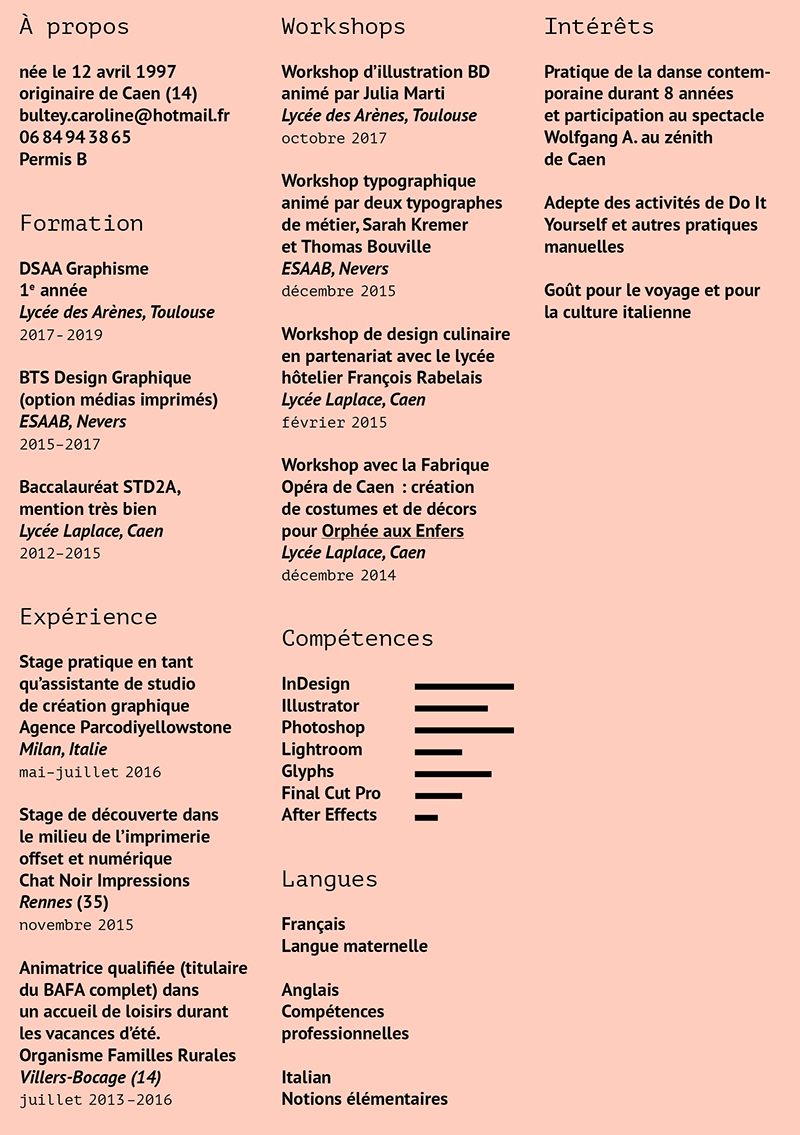 À propos
née le 12 avril 1997
originaire de Caen (14)
bultey.caroline@hotmail.fr
06 84 94 38 65
Permis B
Formation
DSAA Graphisme
1e année
Lycée des Arènes, Toulouse
2017-2019
BTS Design Graphique
(option médias imprimés)
ESAAB, Nevers
2015–2017
Baccalauréat STD2A,
mention très bien
Lycée Laplace, Caen
2012–2015
Expérience
Stage pratique en tant
qu’assistante de studio
de création graphique
Agence Parcodiyellowstone
Milan, Italie
mai–juillet 2016
Stage de découverte dans
le milieu de l’imprimerie
offset et numérique
Chat Noir Impressions
Rennes (35)
novembre 2015
Animatrice qualifiée (titulaire
du BAFA complet) dans
un accueil de loisirs durant
les vacances d’été.
Organisme Familles Rurales
Villers-Bocage (14)
juillet 2013–2016
Workshops
Workshop d’illustration BD
animé par Julia Marti
Lycée des Arènes, Toulouse
octobre 2017
Workshop typographique
animé par deux typographes
de métier, Sarah Kremer
et Thomas Bouville
ESAAB, Nevers
décembre 2015
Workshop de design culinaire
en partenariat avec le lycée
hôtelier François Rabelais
Lycée Laplace, Caen
février 2015
Workshop avec la Fabrique
Opéra de Caen : création
de costumes et de décors
pour Orphée aux Enfers
Lycée Laplace, Caen
décembre 2014
Compétences
InDesign
Illustrator
Photoshop
Lightroom
Glyphs
Final Cut Pro
After Effects
Langues
Français
Langue maternelle
Anglais
Compétences
professionnelles
Italian
Notions élémentaires
Intérêts
Pratique de la danse contem-
poraine durant 8 années
et participation au spectacle
Wolfgang A. au zénith
de Caen
Adepte des activités de Do It
Yourself et autres pratiques
manuelles
Goût pour le voyage et pour
la culture italienne